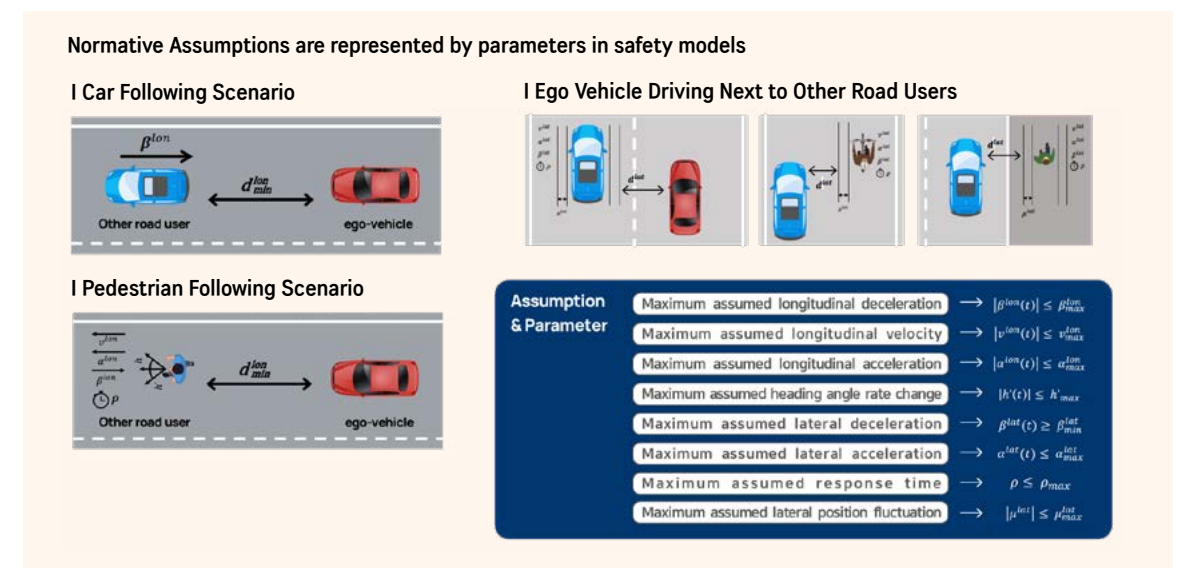 Normative Assumptions are represented by parameters in safety models
I Car Following Scenario
β^lon
d^lon_min
Other road user
ego-vehicle
I Pedestrian Following Scenario
v^lon
α^lon
β^lon
ρ
d^lon_min
Other road user
ego-vehicle
I Ego Vehicle Driving Next to Other Road Users
d^lat
d^lat
d^lat
Assumption
& Parameter
Maximum assumed longitudinal deceleration → |β^lon(t)| ≤ β^lon_max
Maximum assumed longitudinal velocity → |v^lon(t)| ≤ v^lon_max
Maximum assumed longitudinal acceleration → |α^lon(t)| ≤ α^lon_max
Maximum assumed heading angle rate change → |h'(t)| ≤ h'_max
Maximum assumed lateral deceleration → β^lat(t) ≥ β^lat_min
Maximum assumed lateral acceleration → α^lat(t) ≤ α^lat_max
Maximum assumed response time → ρ ≤ ρ_max
Maximum assumed lateral position fluctuation → |μ^lat| ≤ μ^lat_max